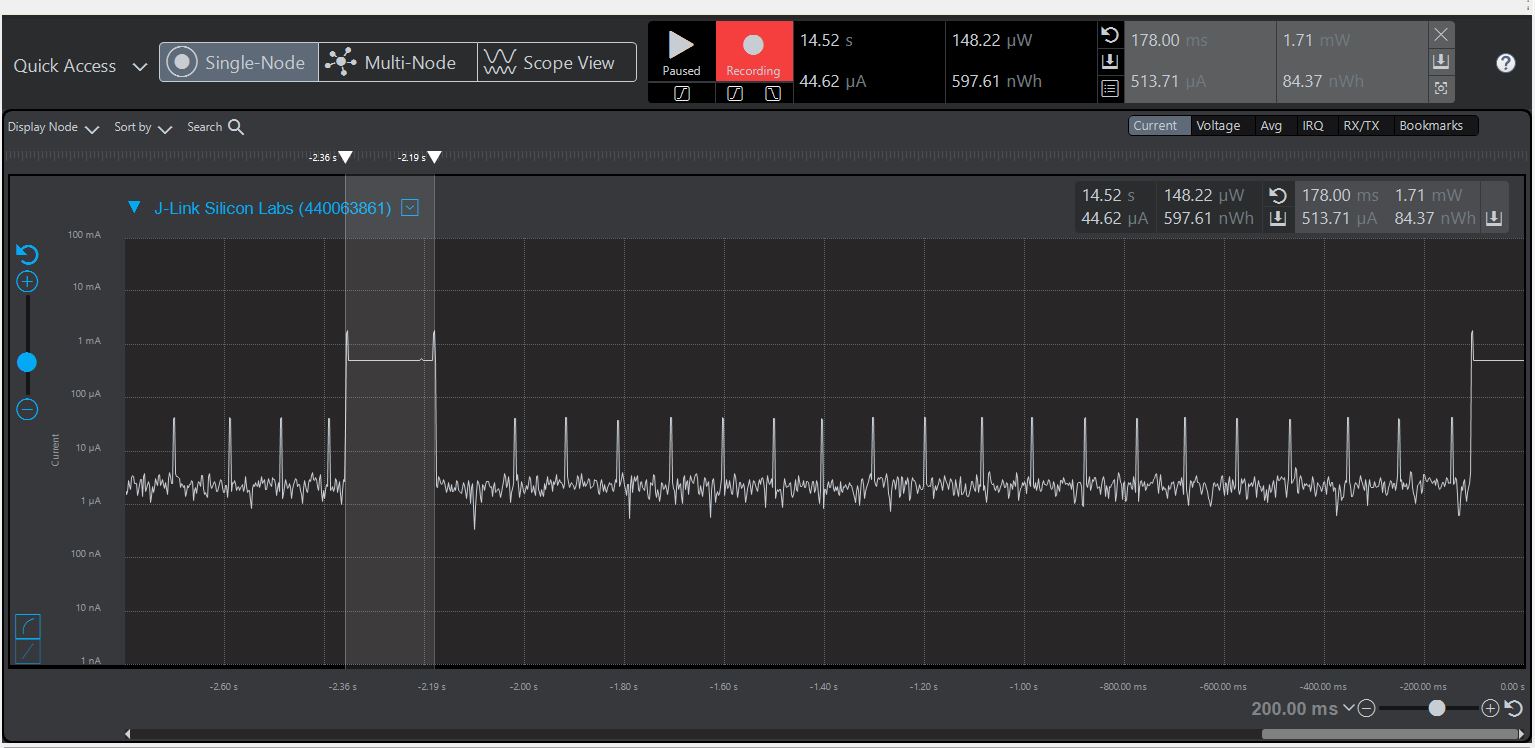 Quick Access
Single-Node
Multi-Node
Scope View
Paused
Recording
14.52 s
148.22 µW
44.62 µA
597.61 nWh
178.00 ms
1.71 mW
513.71 µA
84.37 nWh
?
Display Node
Sort by
Search
Current
Voltage
Avg
IRQ
RX/TX
Bookmarks
-2.36 s
-2.19 s
J-Link Silicon Labs (440063861)
14.52 s
148.22 µW
178.00 ms
1.71 mW
44.62 µA
597.61 nWh
513.71 µA
84.37 nWh
100 mA
10 mA
1 mA
100 µA
10 µA
1 µA
100 nA
10 nA
1 nA
Current
-2.60 s
-2.36 s
-2.19 s
-2.00 s
-1.80 s
-1.60 s
-1.40 s
-1.20 s
-1.00 s
-800.00 ms
-600.00 ms
-400.00 ms
-200.00 ms
0.00 s
200.00 ms